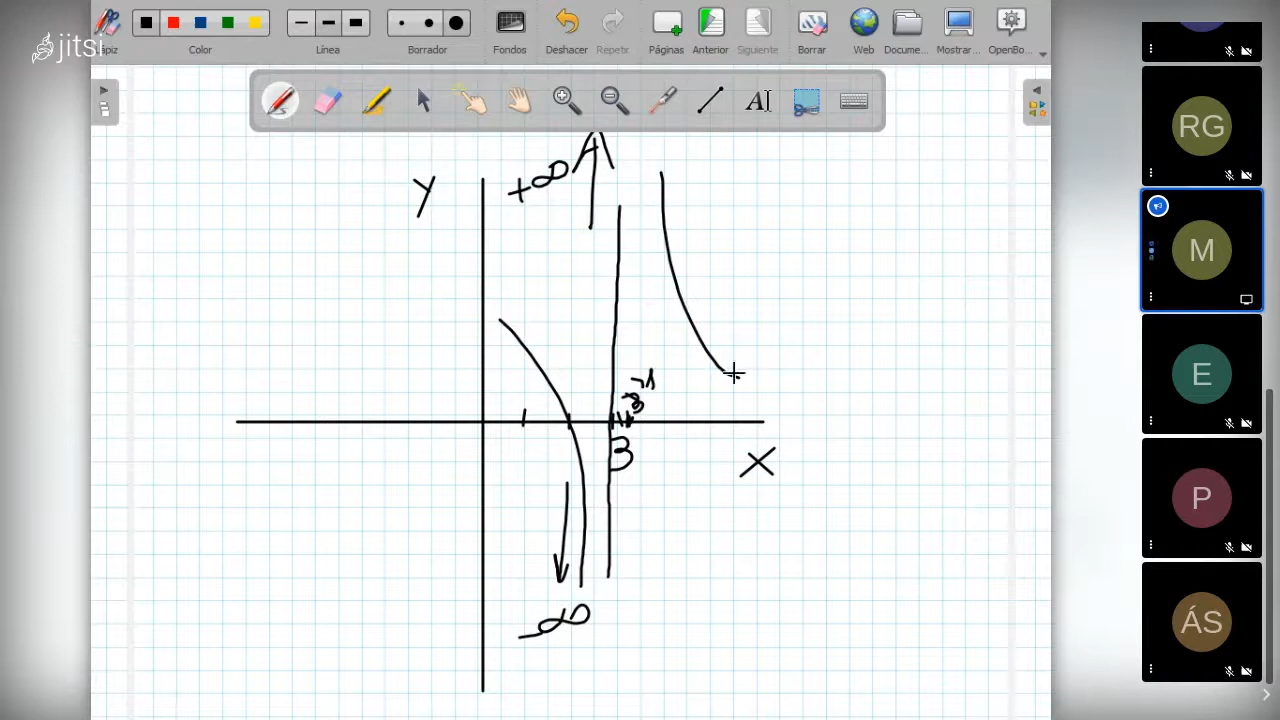 jitsi
Lápiz
Color
Línea
Borrador
Fondos
Deshacer
Repetir
Páginas
Anterior
Siguiente
Borrar
Web
Docume...
Mostrar...
OpenBo...
A
RG
M
E
P
ÁS
y
+∞
3
x
-∞